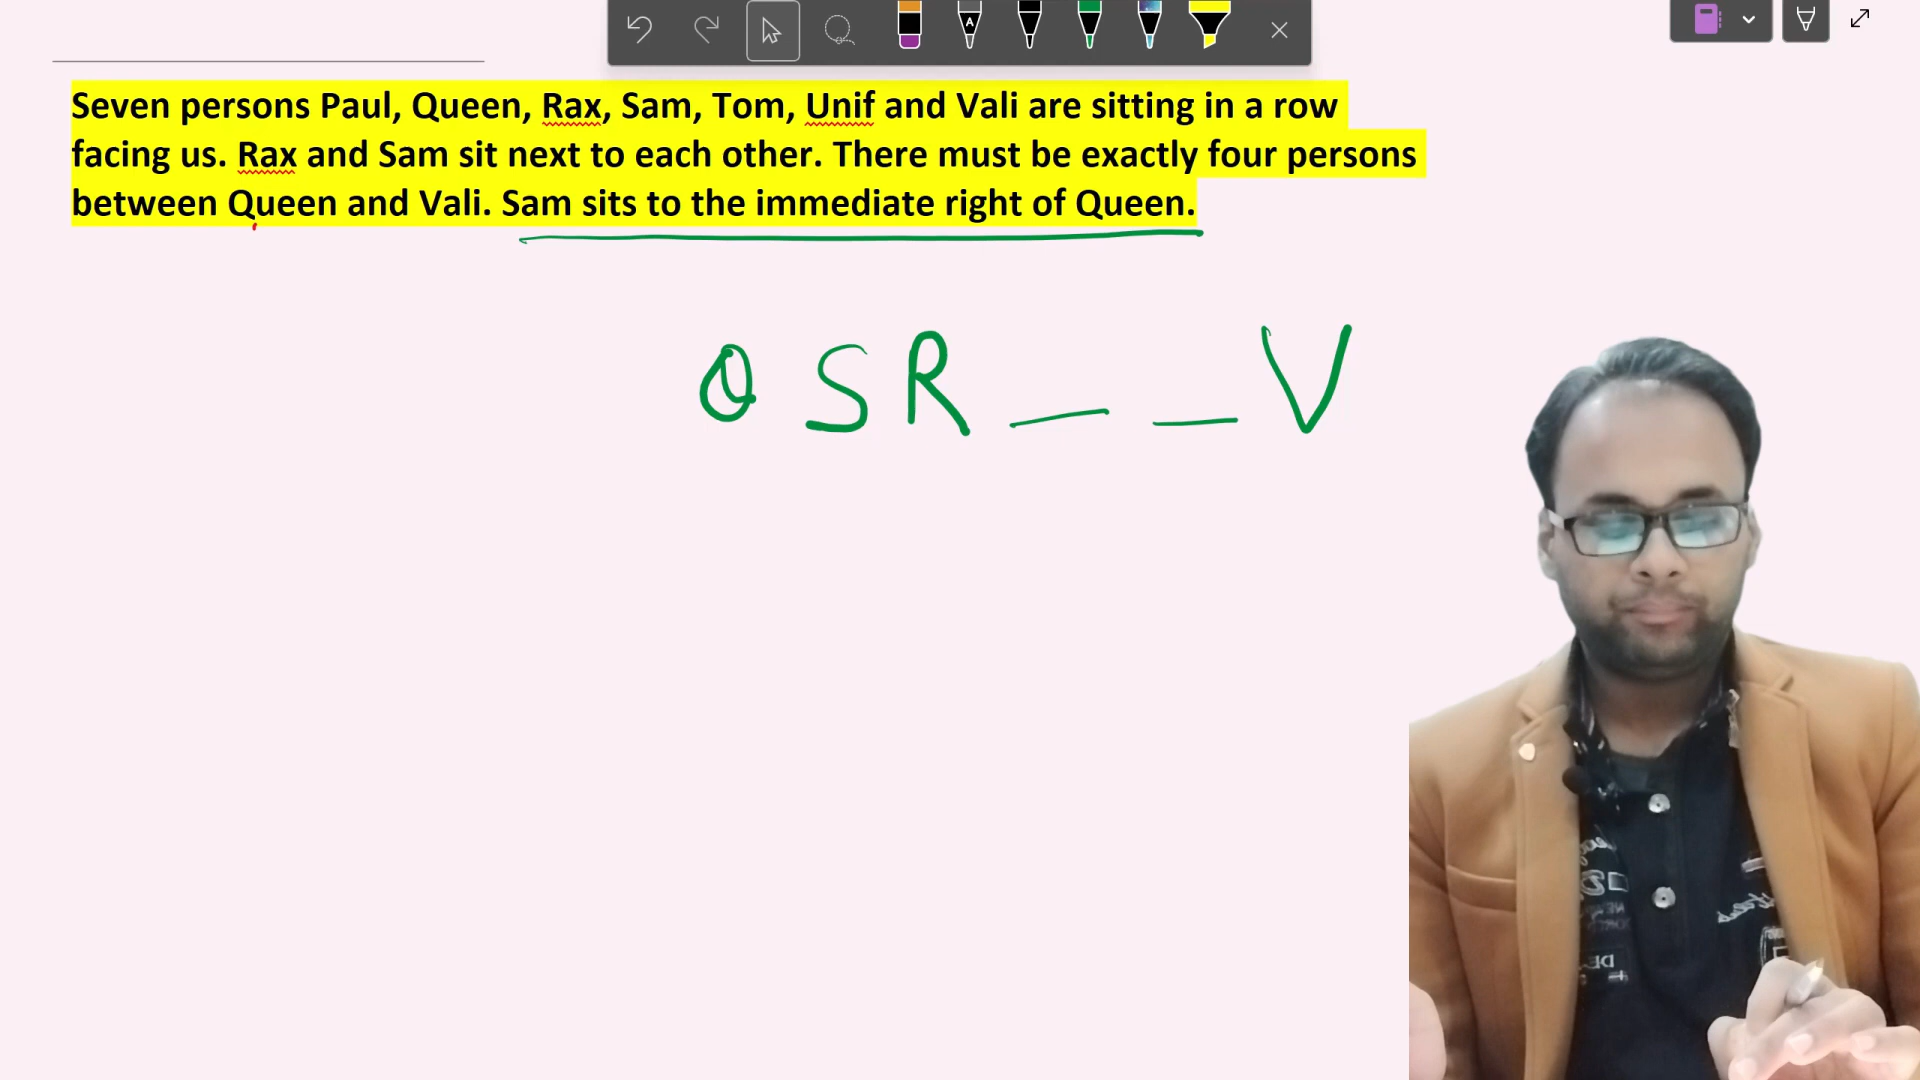 Seven persons Paul, Queen, Rax, Sam, Tom, Unif and Vali are sitting in a row
facing us. Rax and Sam sit next to each other. There must be exactly four persons
between Queen and Vali. Sam sits to the immediate right of Queen.
Q S R _ _ V